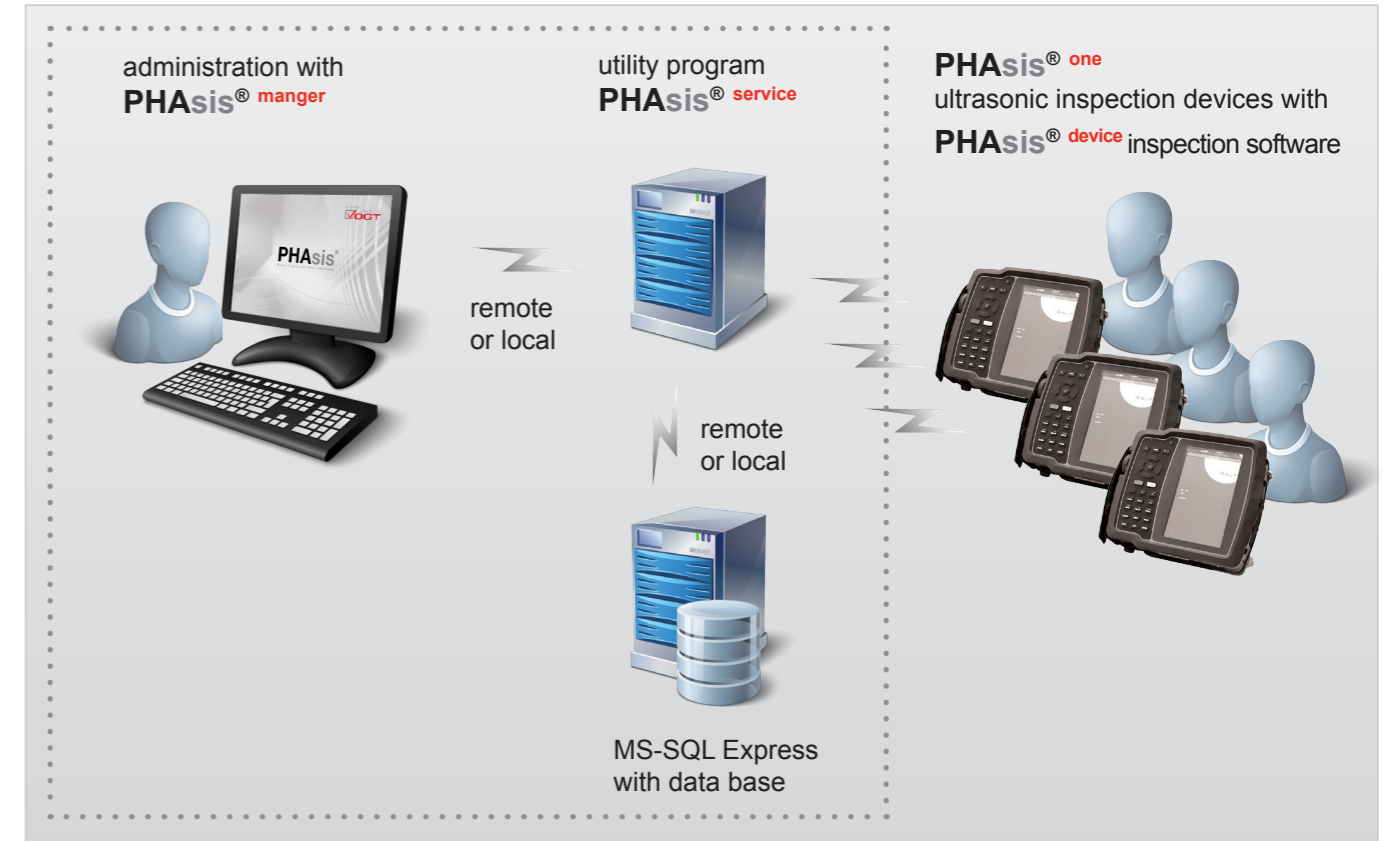 administration with
PHAsis® manger
utility program
PHAsis® service
PHAsis® one
ultrasonic inspection devices with
PHAsis® device inspection software
VOGT
PHAsis
remote
or local
remote
or local
MS-SQL Express
with data base